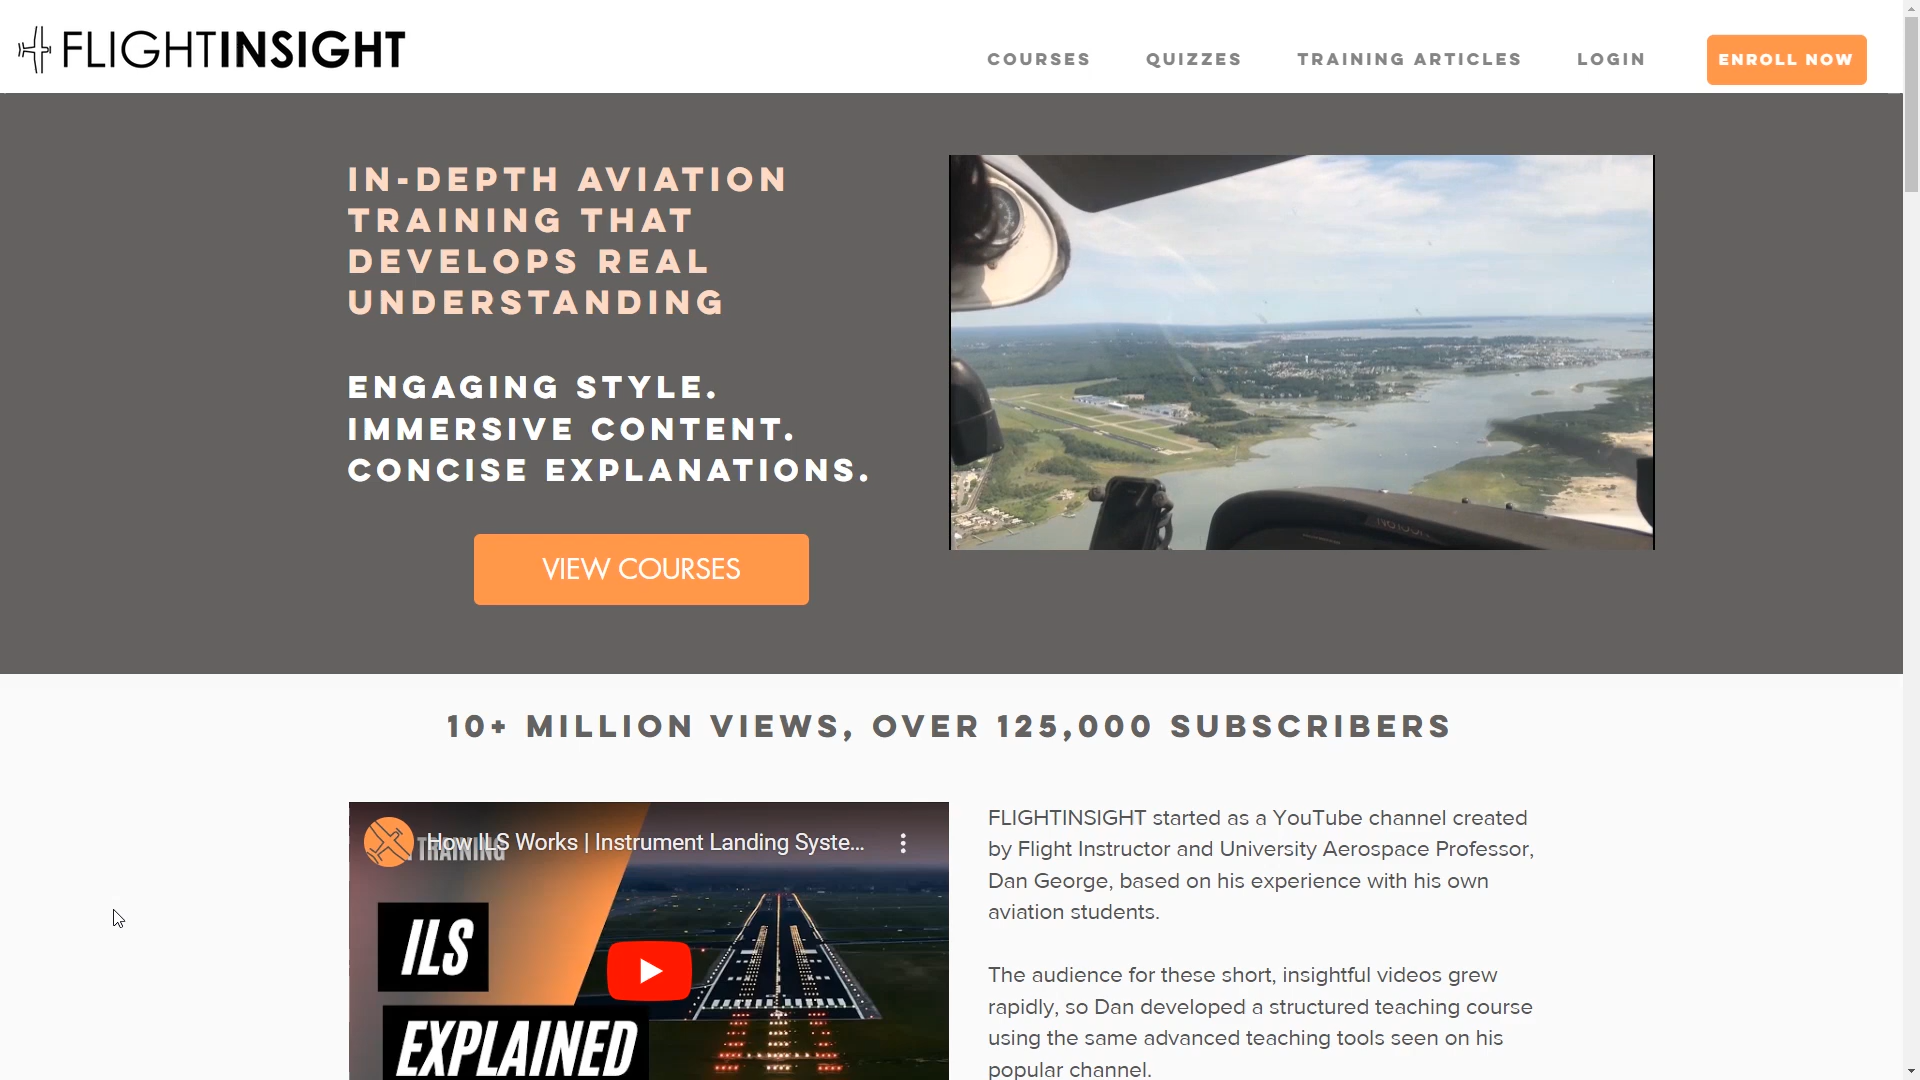 FLIGHTINSIGHT
COURSES
QUIZZES
TRAINING ARTICLES
LOGIN
ENROLL NOW
IN-DEPTH AVIATION
TRAINING THAT
DEVELOPS REAL
UNDERSTANDING
ENGAGING STYLE.
IMMERSIVE CONTENT.
CONCISE EXPLANATIONS.
VIEW COURSES
10+ MILLION VIEWS, OVER 125,000 SUBSCRIBERS
How ILS Works | Instrument Landing Syste...
TRAINING
ILS
EXPLAINED
FLIGHTINSIGHT started as a YouTube channel created
by Flight Instructor and University Aerospace Professor,
Dan George, based on his experience with his own
aviation students.
The audience for these short, insightful videos grew
rapidly, so Dan developed a structured teaching course
using the same advanced teaching tools seen on his
popular channel.